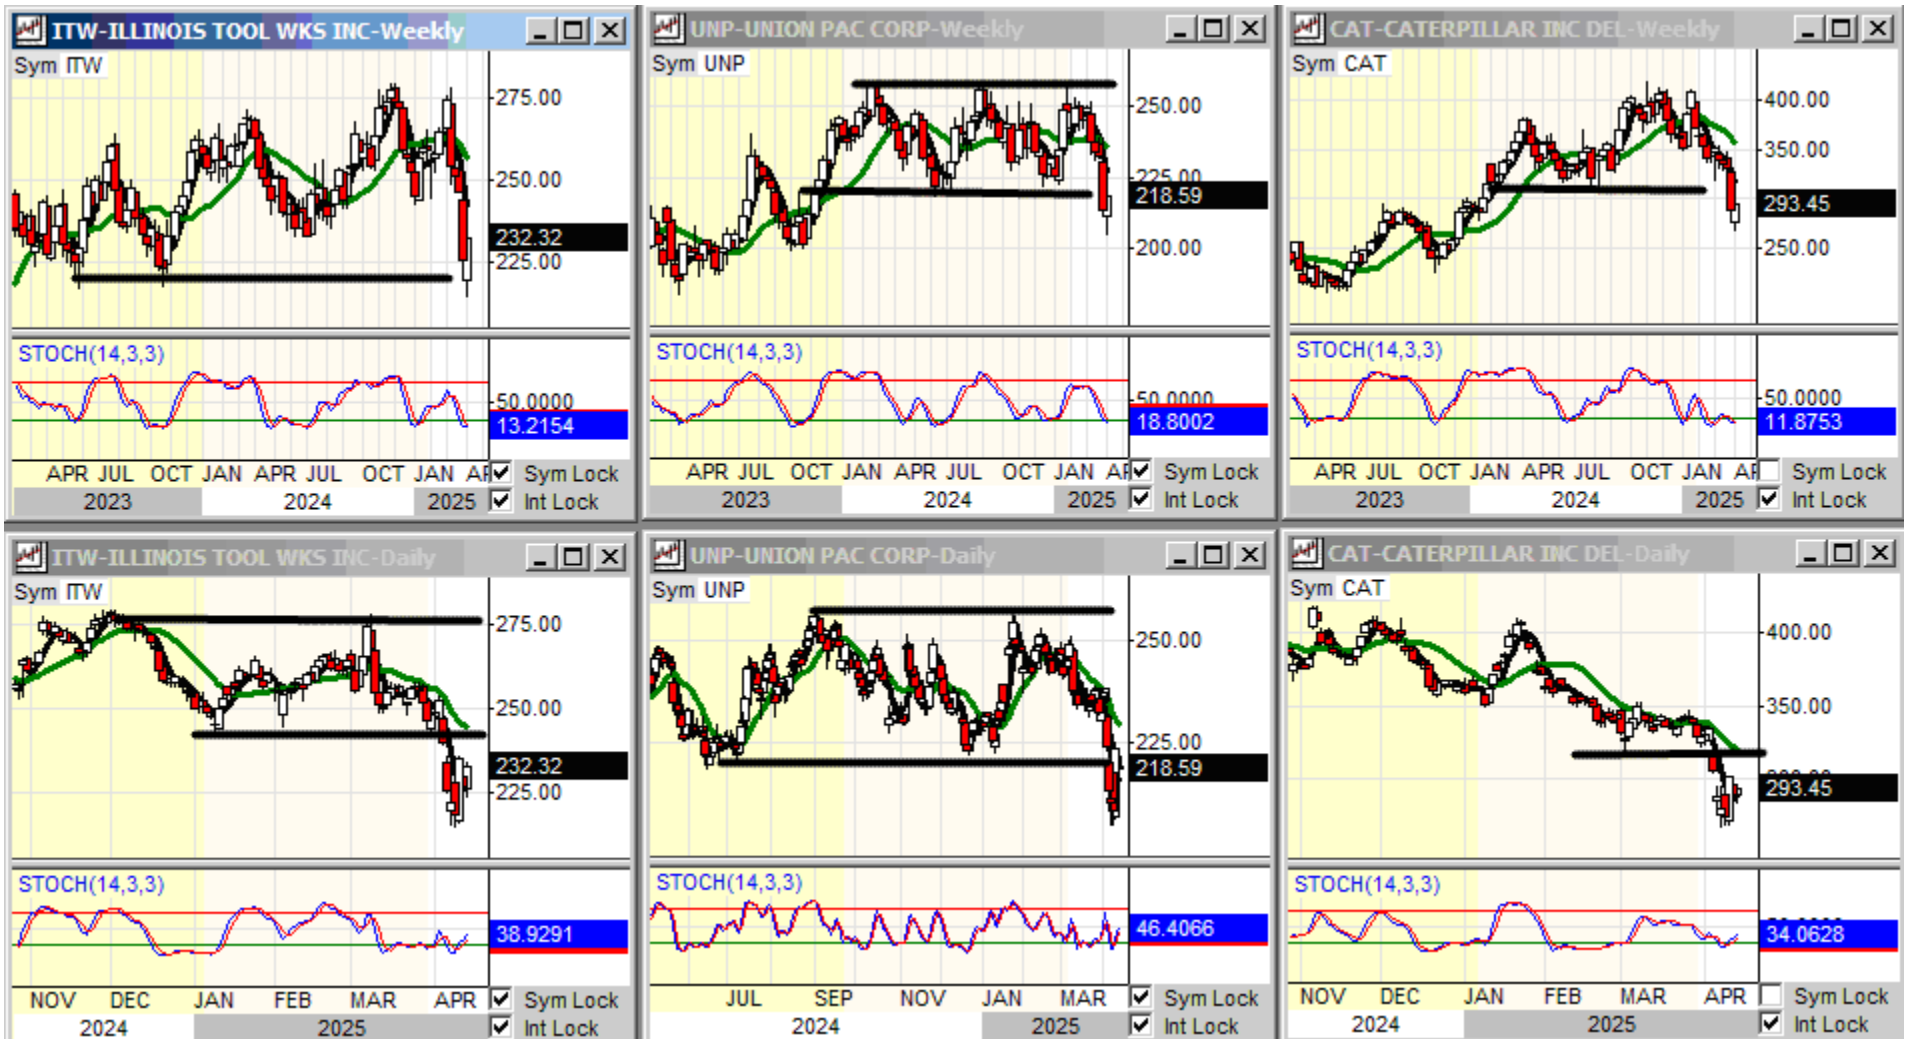 ITW-ILLINOIS TOOL WKS INC-Weekly
Sym ITW
275.00
250.00
232.32
225.00
STOCH(14,3,3)
50.0000
13.2154
APR JUL OCT JAN APR JUL OCT JAN
Sym Lock
2023 2024 2025
Int Lock
UNP-UNION PAC CORP-Weekly
Sym UNP
250.00
225.00
218.59
200.00
STOCH(14,3,3)
50.0000
18.8002
APR JUL OCT JAN APR JUL OCT JAN
Sym Lock
2023 2024 2025
Int Lock
CAT-CATERPILLAR INC DEL-Weekly
Sym CAT
400.00
350.00
293.45
250.00
STOCH(14,3,3)
50.0000
11.8753
APR JUL OCT JAN APR JUL OCT JAN
Sym Lock
2023 2024 2025
Int Lock
ITW-ILLINOIS TOOL WKS INC-Daily
Sym ITW
275.00
250.00
232.32
225.00
STOCH(14,3,3)
38.9291
NOV DEC JAN FEB MAR APR
Sym Lock
2024 2025
Int Lock
UNP-UNION PAC CORP-Daily
Sym UNP
250.00
225.00
218.59
STOCH(14,3,3)
46.4066
JUL SEP NOV JAN MAR
Sym Lock
2024 2025
Int Lock
CAT-CATERPILLAR INC DEL-Daily
Sym CAT
400.00
350.00
293.45
STOCH(14,3,3)
34.0628
NOV DEC JAN FEB MAR APR
Sym Lock
2024 2025
Int Lock